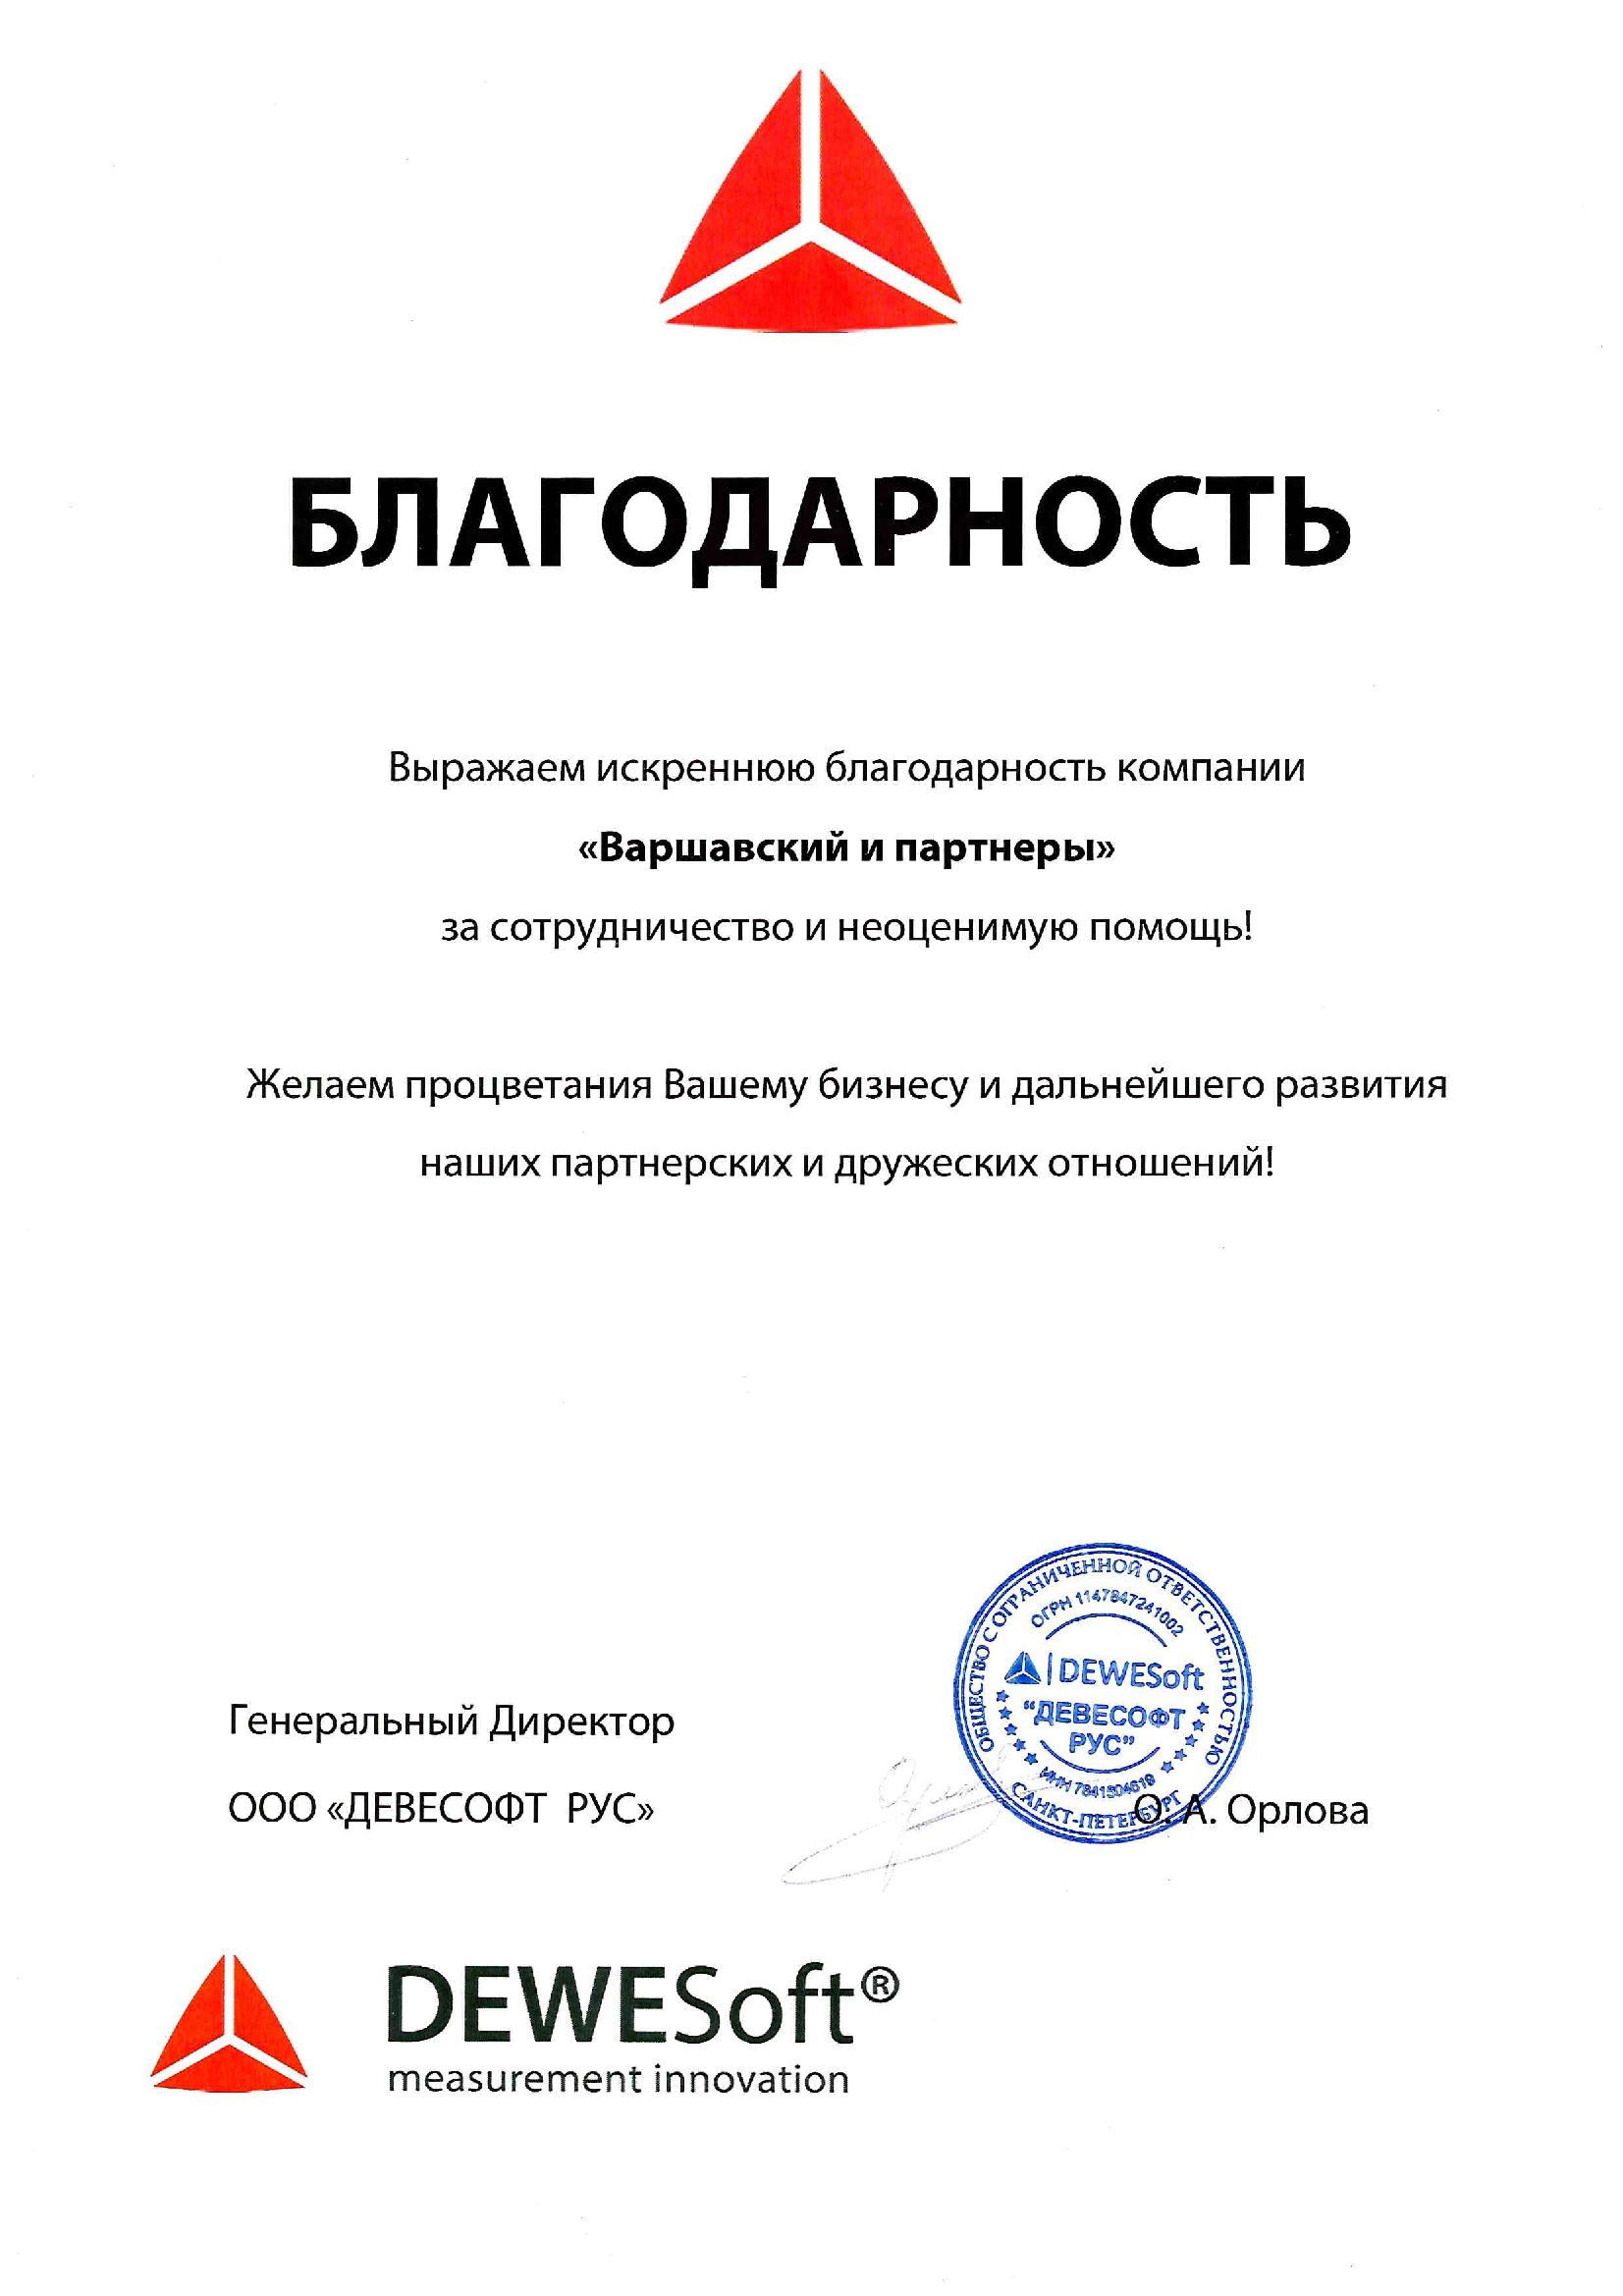 БЛАГОДАРНОСТЬ
Выражаем искреннюю благодарность компании
«Варшавский и партнеры»
за сотрудничество и неоценимую помощь!
Желаем процветания Вашему бизнесу и дальнейшего развития
наших партнерских и дружеских отношений!
ОБЩЕСТВО С ОГРАНИЧЕННОЙ ОТВЕТСТВЕННОСТЬЮ
ОГРН 1147847241002
DEWESoft
"ДЕВЕСОФТ
РУС"
ИНН 7841504619
САНКТ-ПЕТЕРБУРГ
Генеральный Директор
ООО «ДЕВЕСОФТ РУС»
О. А. Орлова
DEWESoft®
measurement innovation